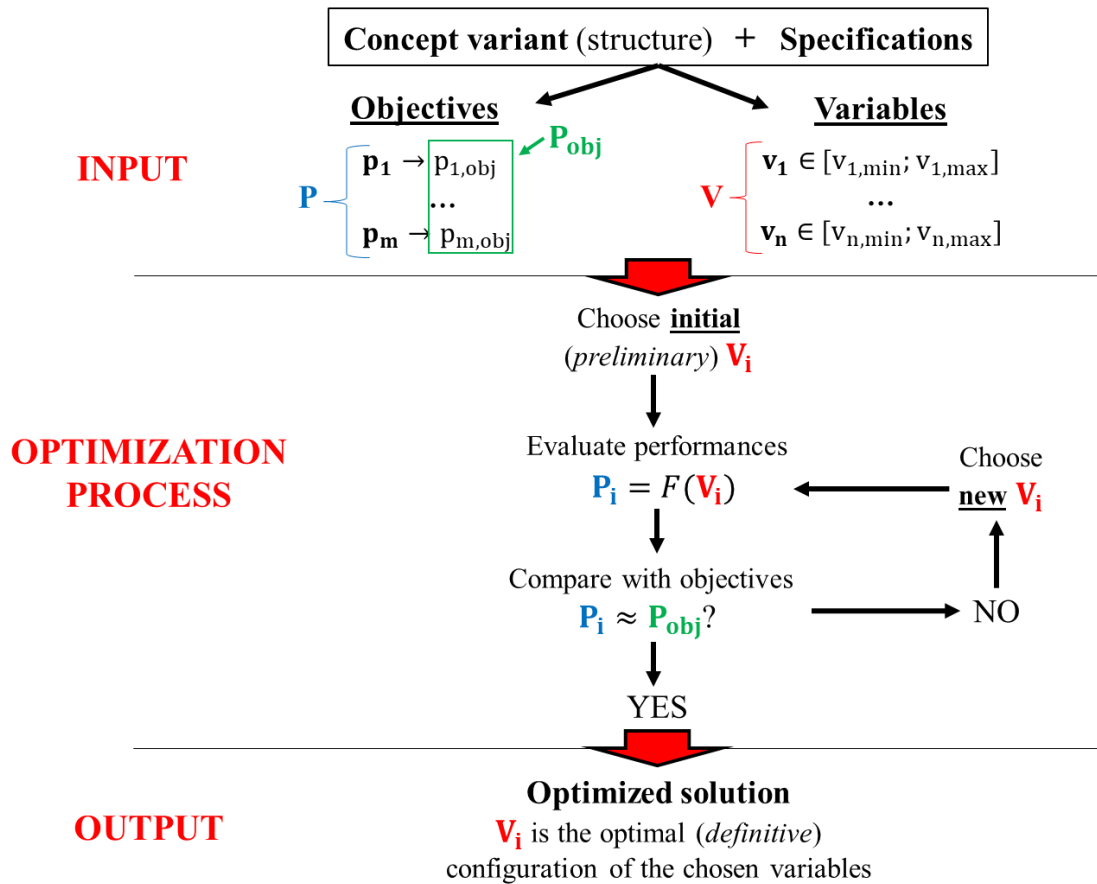 Concept variant (structure) + Specifications
Objectives
Variables
INPUT
P
p₁ → p₁,obj
...
pₘ → pₘ,obj
P_obj
V
v₁ ∈ [v₁,min; v₁,max]
...
vₙ ∈ [vₙ,min; vₙ,max]
Choose initial
(preliminary) Vᵢ
OPTIMIZATION
PROCESS
Evaluate performances
Pᵢ = F(Vᵢ)
Choose
new Vᵢ
Compare with objectives
Pᵢ ≈ P_obj?
NO
YES
OUTPUT
Optimized solution
Vᵢ is the optimal (definitive)
configuration of the chosen variables